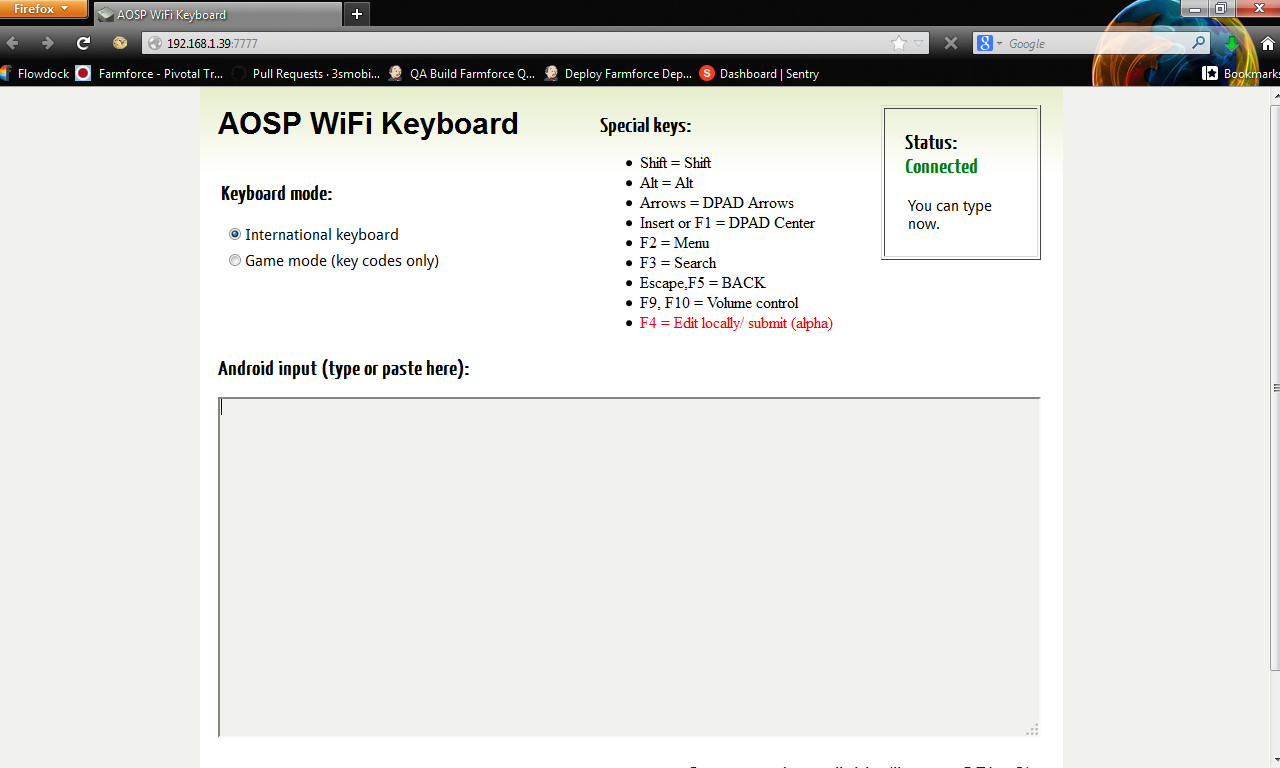 Firefox
AOSP WiFi Keyboard
192.168.1.39:7777
Google
Flowdock
Farmforce - Pivotal Tr...
Pull Requests · 3smobi...
QA Build Farmforce Q...
Deploy Farmforce Dep...
Dashboard | Sentry
Bookmarks
AOSP WiFi Keyboard
Keyboard mode:
International keyboard
Game mode (key codes only)
Special keys:
Shift = Shift
Alt = Alt
Arrows = DPAD Arrows
Insert or F1 = DPAD Center
F2 = Menu
F3 = Search
Escape,F5 = BACK
F9, F10 = Volume control
F4 = Edit locally/ submit (alpha)
Status:
Connected
You can type
now.
Android input (type or paste here):